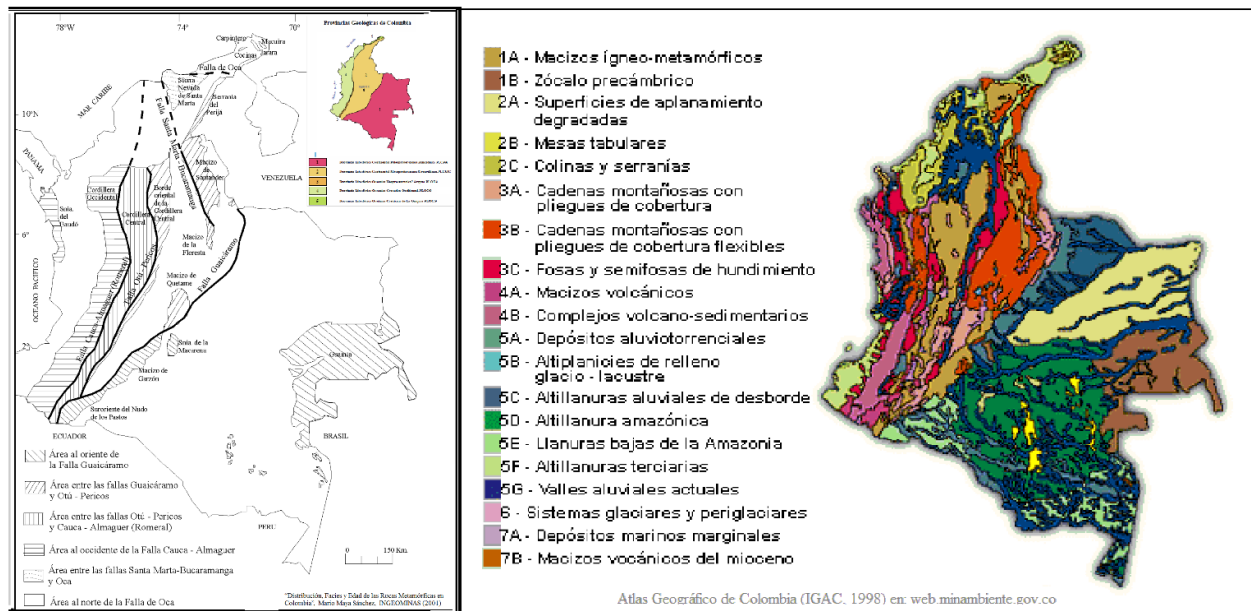 78°W
74°
Provincias Geológicas de Colombia
Carpintero
Macuira
Jarara
Cocinas
Falla de Oca
Sierra
Nevada
de Santa
Marta
MAR CARIBE
Serranía del
Perijá
10°N
Falla Santa Marta - Bucaramanga
PANAMÁ
Macizo de
Santander
VENEZUELA
Cordillera
Occidental
Borde
oriental
de la
Cordillera
Central
Cordillera
Central
Snía.
del
Baudó
6°
Macizo
de la
Floresta
OCEANO PACIFICO
Falla Cauca-Almaguer (Romeral)
Falla Otú - Pericos
Macizo de
Quetame
Falla Guaicáramo
2°
Snía. de la
Macarena
Guainía
Macizo de
Garzón
Suroriente del Nudo
de los Pastos
ECUADOR
BRASIL
PERU
Área al oriente de
la Falla Guaicáramo
Área entre las fallas Guaicáramo
y Otú - Pericos
Área entre las fallas Otú - Pericos
y Cauca - Almaguer (Romeral)
Área al occidente de la Falla Cauca - Almaguer
Área entre las fallas Santa Marta-Bucaramanga
y Oca
Área al norte de la Falla de Oca
0 150 Km.
"Distribución, Facies y Edad de las Rocas Metamórficas en
Colombia". Mario Maya Sánchez. INGEOMINAS (2001)
1A - Macizos ígneo-metamórficos
1B - Zócalo precámbrico
2A - Superficies de aplanamiento
degradadas
2B - Mesas tabulares
2C - Colinas y serranías
3A - Cadenas montañosas con
pliegues de cobertura
3B - Cadenas montañosas con
pliegues de cobertura flexibles
3C - Fosas y semifosas de hundimiento
4A - Macizos volcánicos
4B - Complejos volcano-sedimentarios
5A - Depósitos aluviotorrenciales
5B - Altiplanicies de relleno
glacio - lacustre
5C - Altillanuras aluviales de desborde
5D - Altillanura amazónica
5E - Llanuras bajas de la Amazonia
5F - Altillanuras terciarias
5G - Valles aluviales actuales
6 - Sistemas glaciares y periglaciares
7A - Depósitos marinos marginales
7B - Macizos vocánicos del mioceno
Atlas Geográfico de Colombia (IGAC, 1998) en: web.minambiente.gov.co